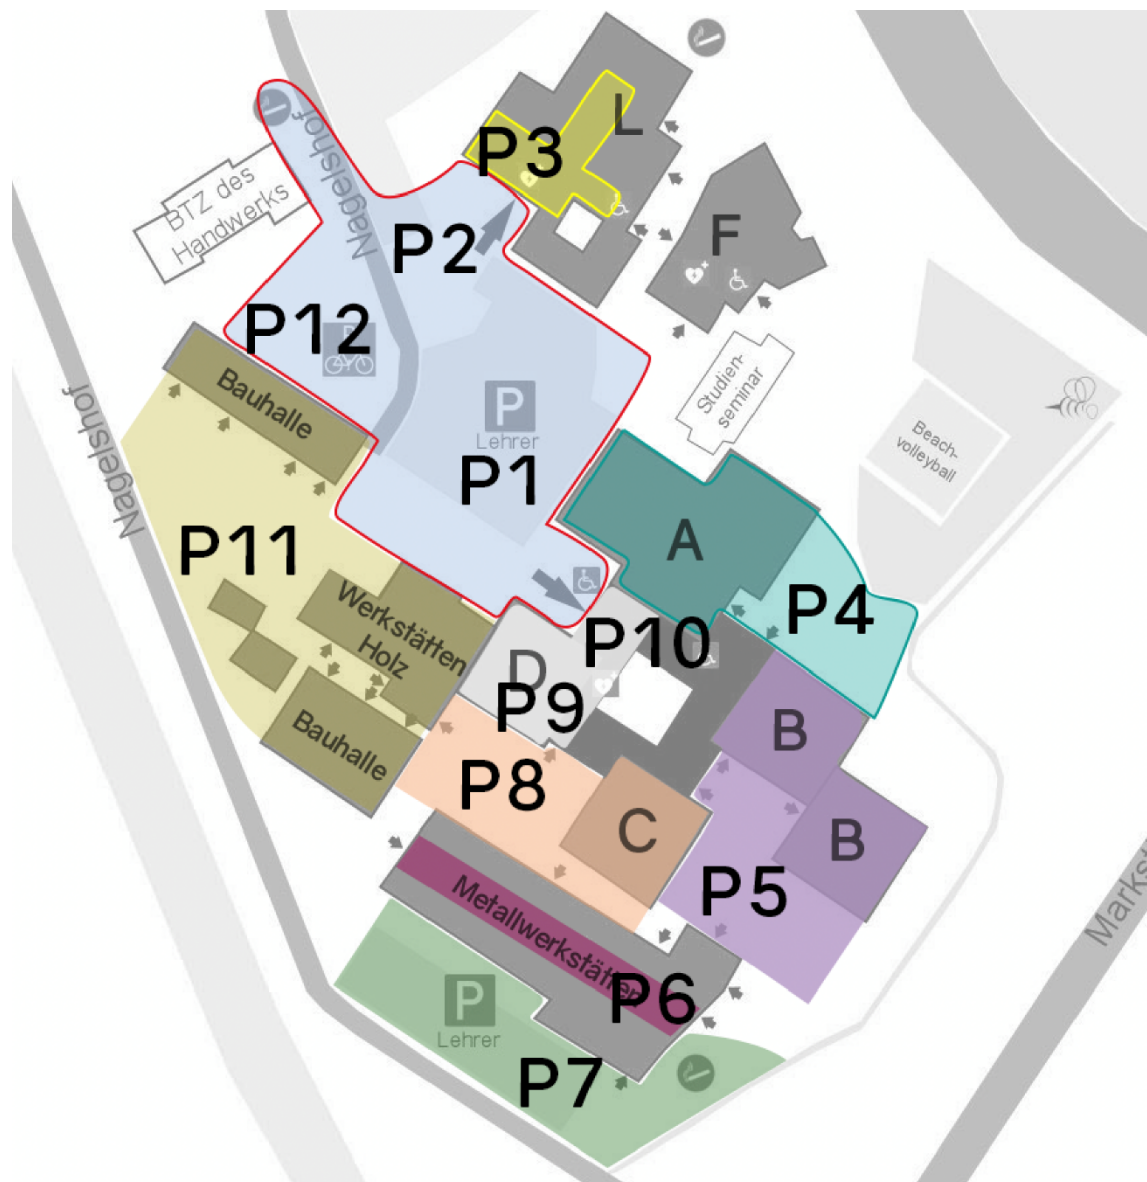 L
P3
Nagelshof
BTZ des
Handwerks
P2
F
P12
P
Bauhalle
P
Lehrer
Studien-
seminar
Nagelshof
Beach-
volleyball
P1
A
P11
Werkstätten
Holz
P4
P10
D
P9
Bauhalle
B
P8
C
B
P5
Metallwerkstätten
P6
P
Lehrer
P7
Markst